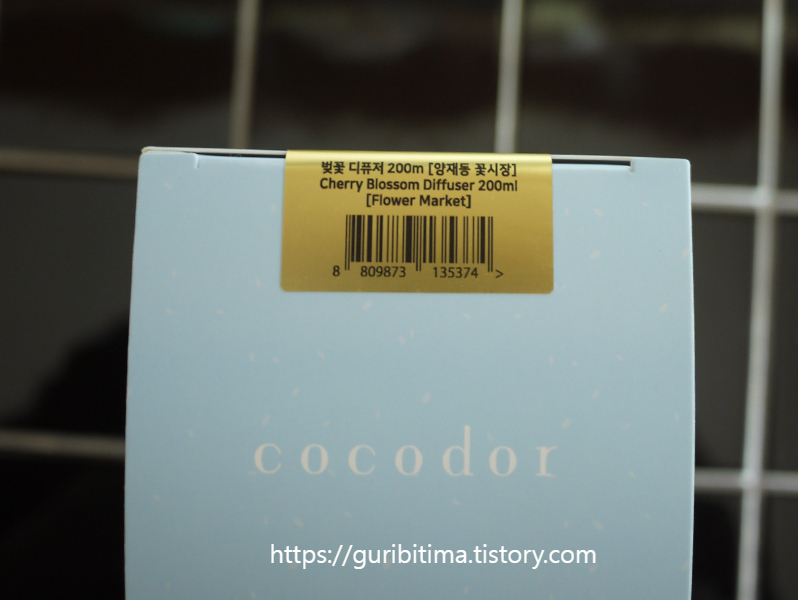 벚꽃 디퓨저 200m [양재동 꽃시장]
Cherry Blossom Diffuser 200ml
[Flower Market]
8 809873 135374 >
cocodor
https://guribitima.tistory.com